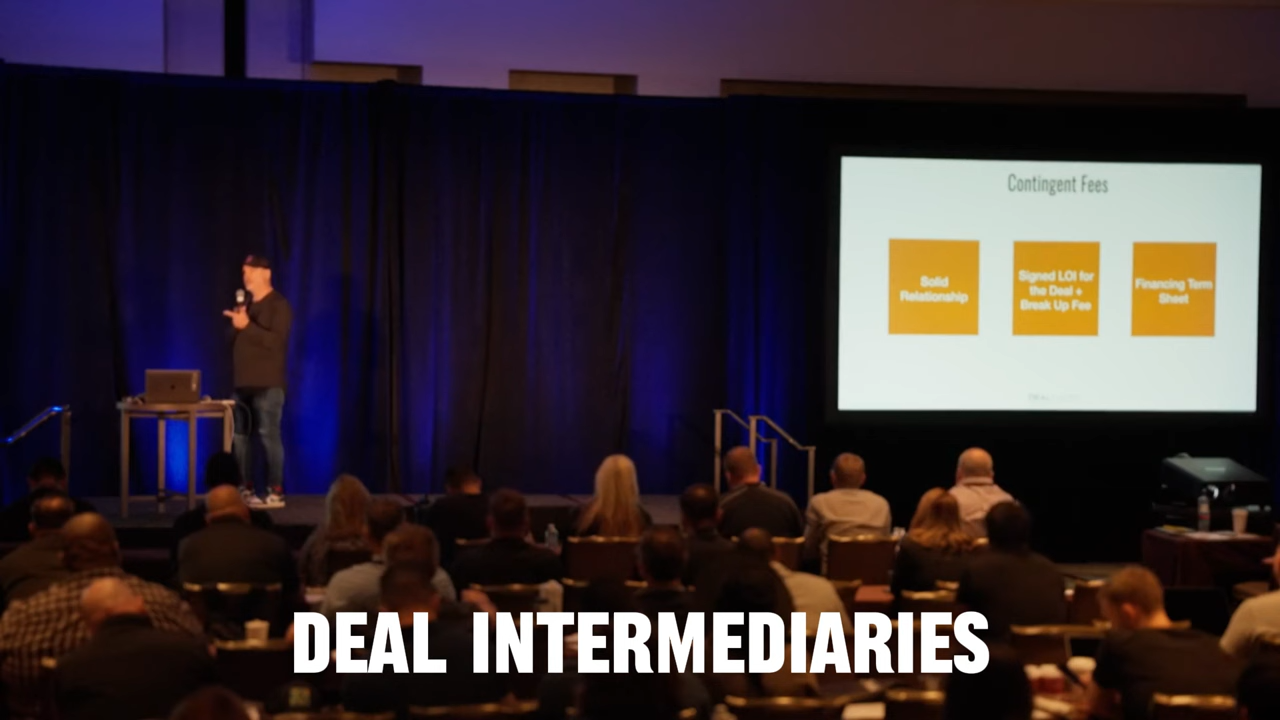 Contingent Fees
Solid
Relationship
Signed LOI for
the Deal +
Break Up Fee
Financing Term
Sheet
DEAL INTERMEDIARIES